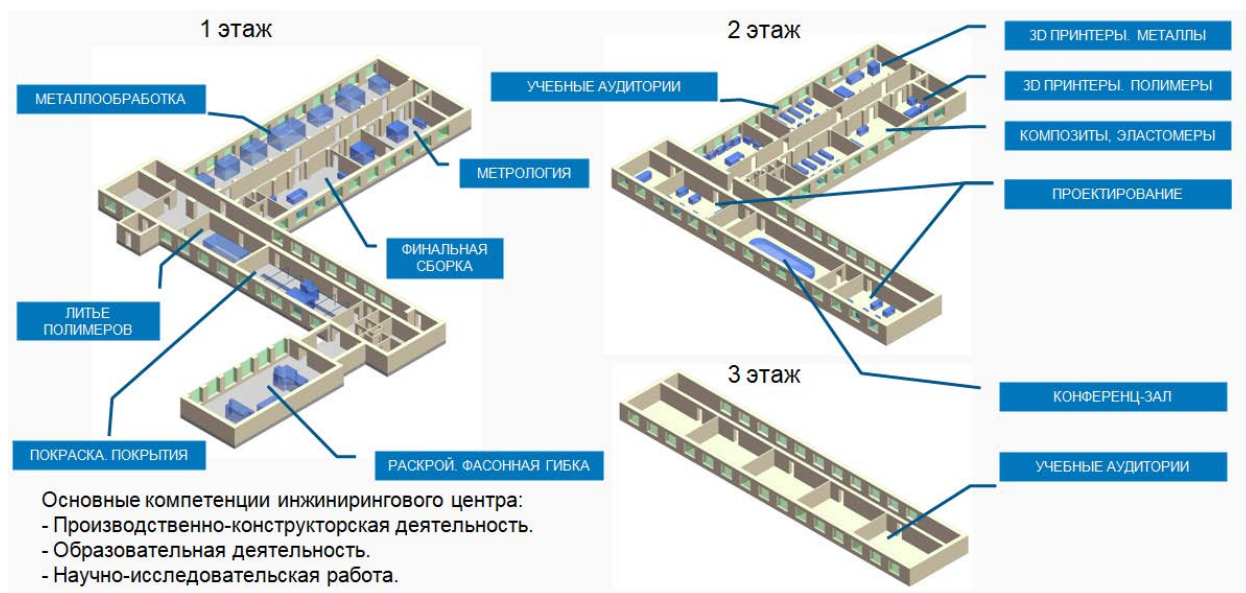 1 этаж
МЕТАЛЛООБРАБОТКА
МЕТРОЛОГИЯ
ФИНАЛЬНАЯ
СБОРКА
ЛИТЬЕ
ПОЛИМЕРОВ
ПОКРАСКА. ПОКРЫТИЯ
РАСКРОЙ. ФАСОННАЯ ГИБКА
2 этаж
УЧЕБНЫЕ АУДИТОРИИ
3D ПРИНТЕРЫ. МЕТАЛЛЫ
3D ПРИНТЕРЫ. ПОЛИМЕРЫ
КОМПОЗИТЫ, ЭЛАСТОМЕРЫ
ПРОЕКТИРОВАНИЕ
КОНФЕРЕНЦ-ЗАЛ
3 этаж
УЧЕБНЫЕ АУДИТОРИИ
Основные компетенции инжинирингового центра:
- Производственно-конструкторская деятельность.
- Образовательная деятельность.
- Научно-исследовательская работа.